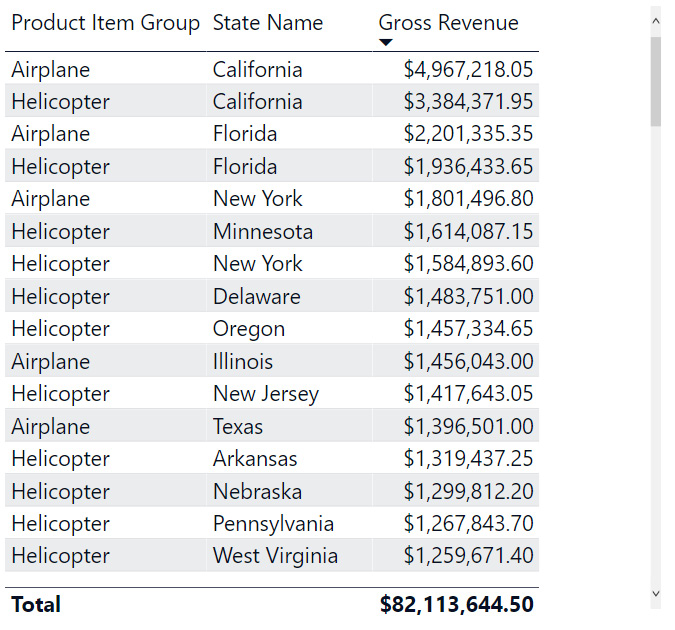 Product Item Group State Name Gross Revenue
Airplane California $4,967,218.05
Helicopter California $3,384,371.95
Airplane Florida $2,201,335.35
Helicopter Florida $1,936,433.65
Airplane New York $1,801,496.80
Helicopter Minnesota $1,614,087.15
Helicopter New York $1,584,893.60
Helicopter Delaware $1,483,751.00
Helicopter Oregon $1,457,334.65
Airplane Illinois $1,456,043.00
Helicopter New Jersey $1,417,643.05
Airplane Texas $1,396,501.00
Helicopter Arkansas $1,319,437.25
Helicopter Nebraska $1,299,812.20
Helicopter Pennsylvania $1,267,843.70
Helicopter West Virginia $1,259,671.40
Total $82,113,644.50